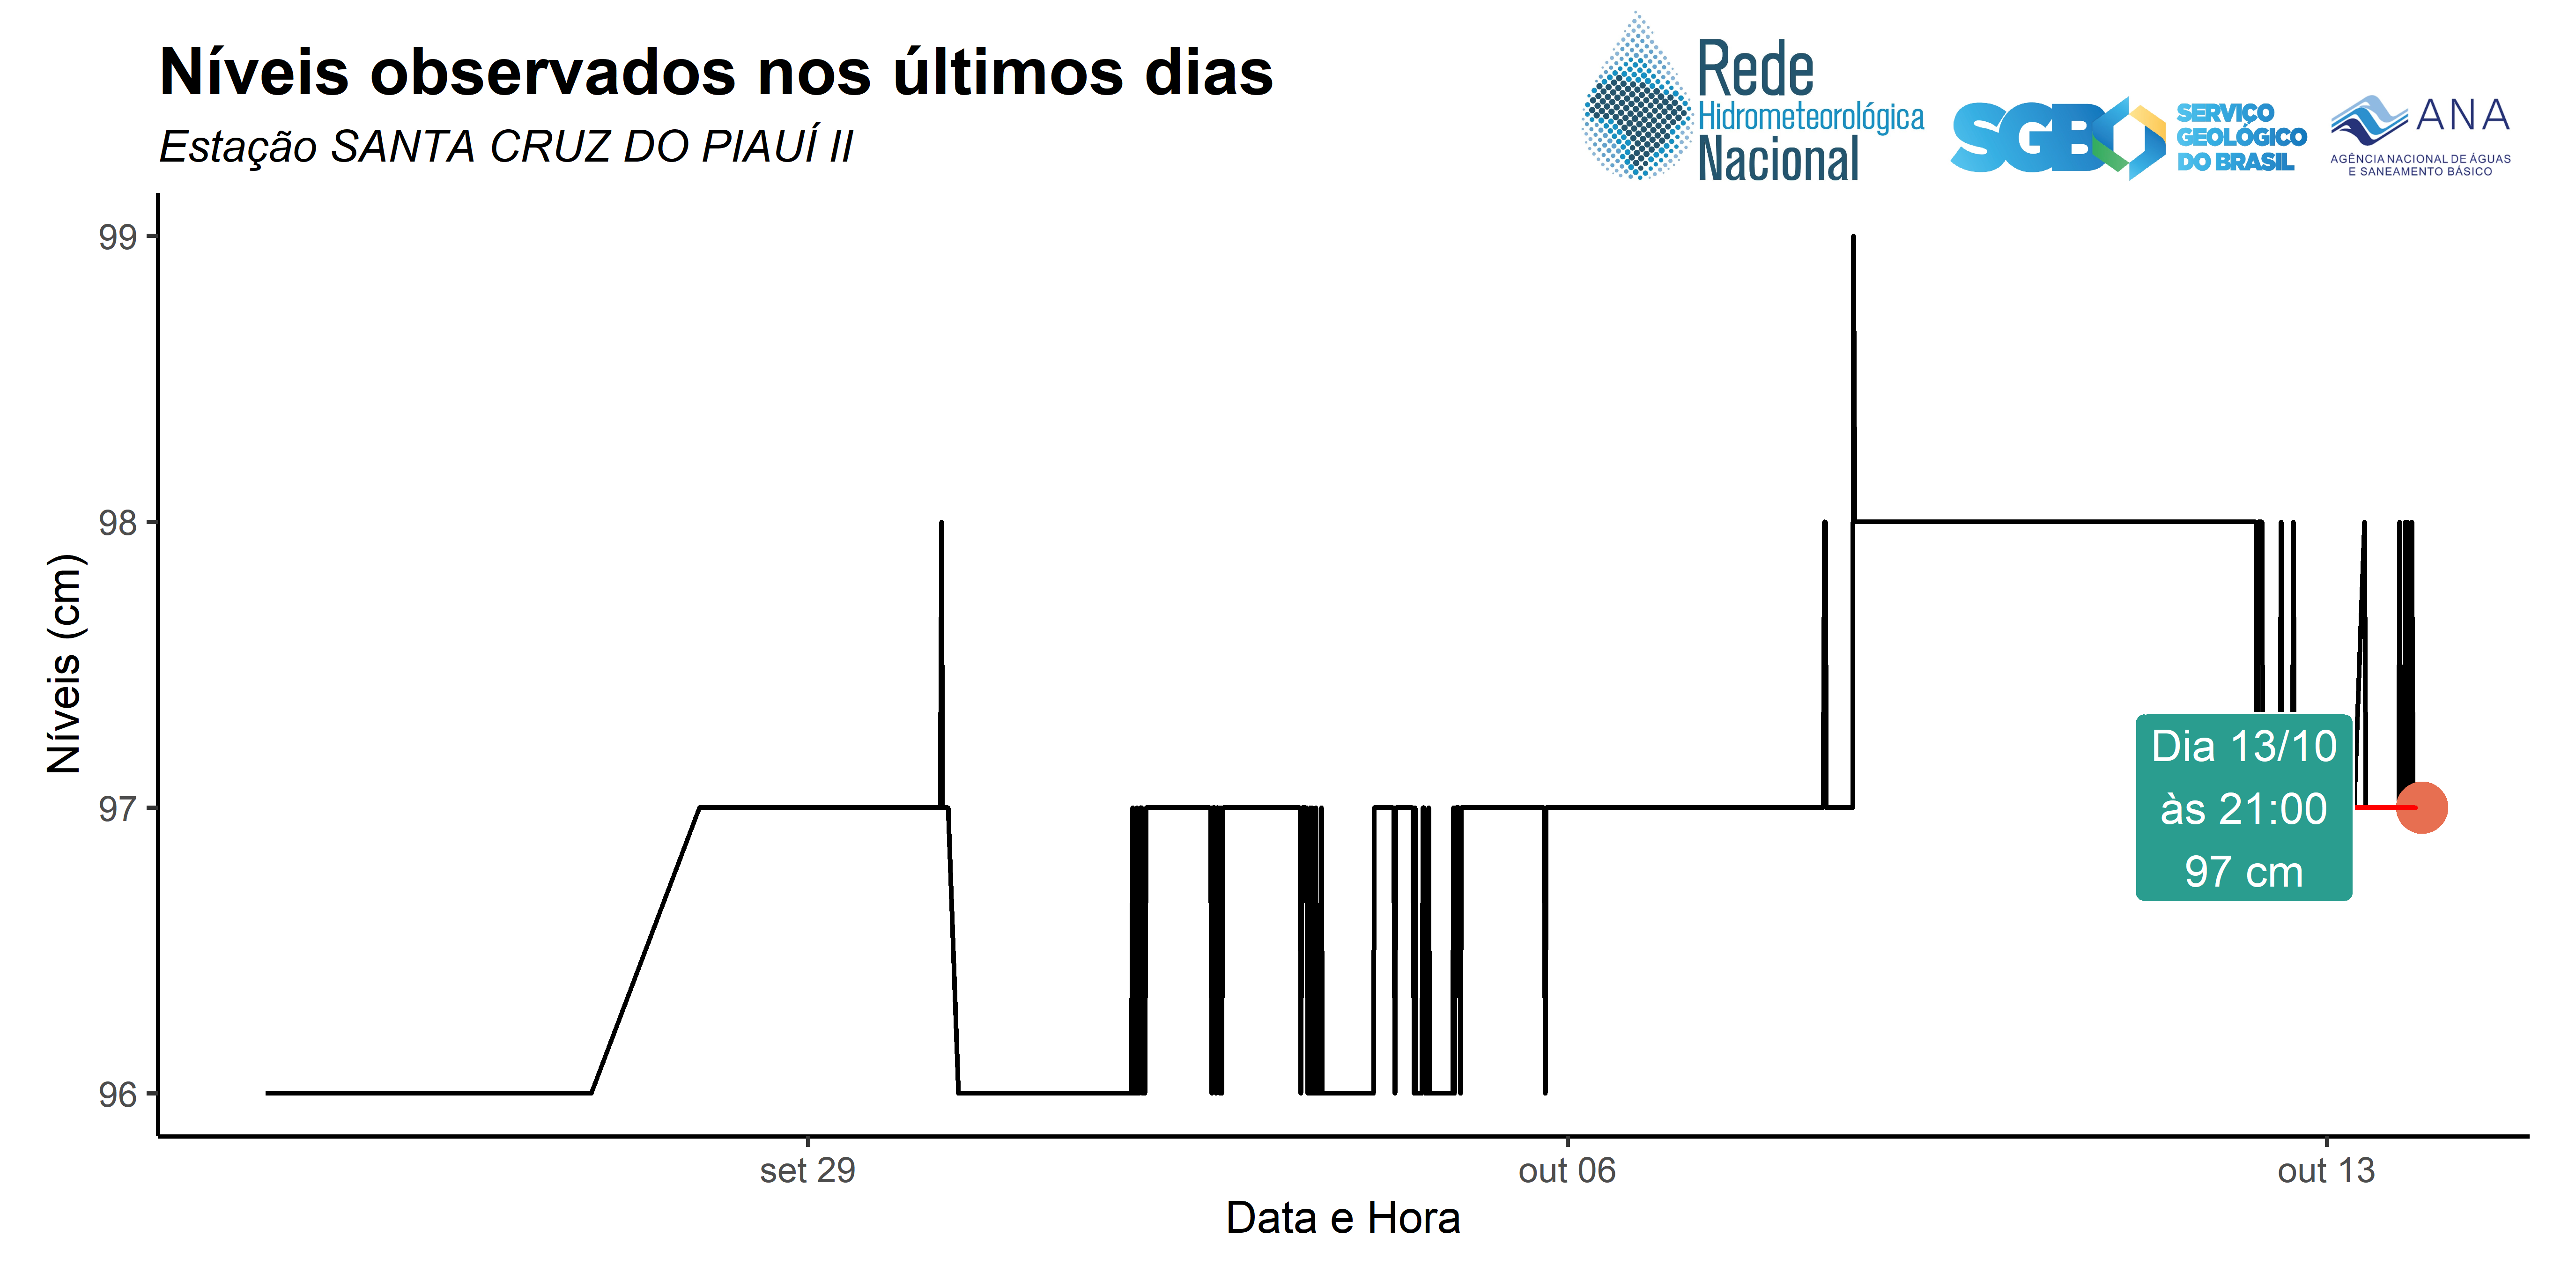 Níveis observados nos últimos dias
Estação SANTA CRUZ DO PIAUÍ II
Rede
Hidrometeorológica
Nacional
SGB
SERVIÇO
GEOLÓGICO
DO BRASIL
ANA
AGÊNCIA NACIONAL DE ÁGUAS
E SANEAMENTO BÁSICO
Níveis (cm)
99
98
97
96
Dia 13/10
às 21:00
97 cm
set 29
out 06
out 13
Data e Hora